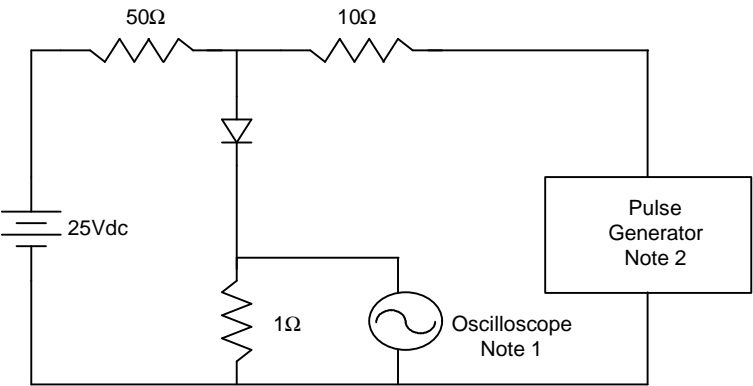 50Ω
10Ω
25Vdc
Pulse
Generator
Note 2
1Ω
Oscilloscope
Note 1